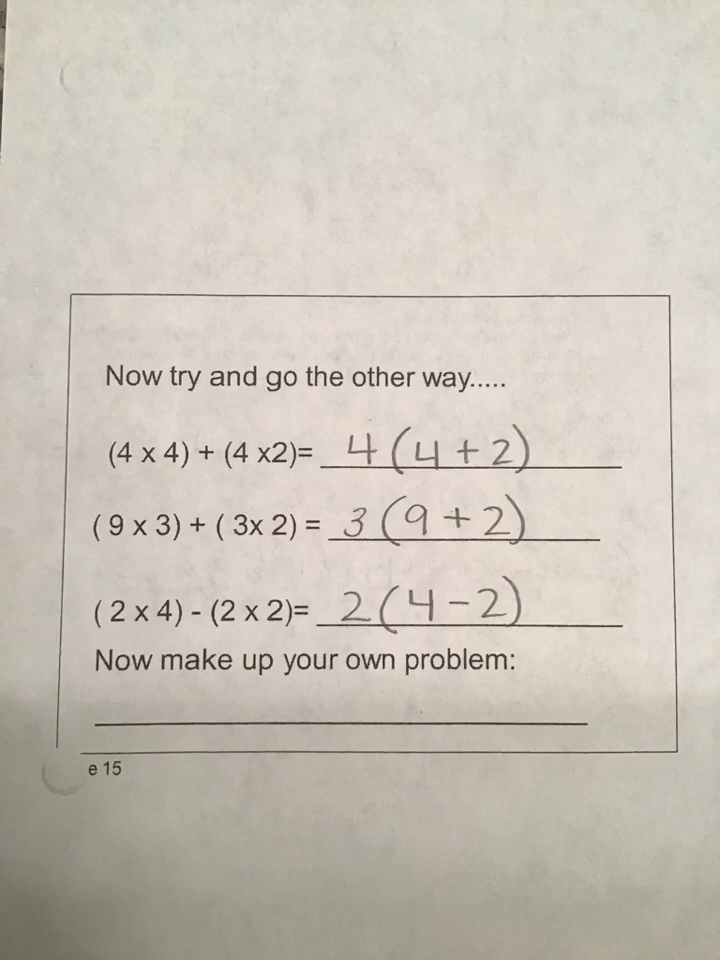 Now try and go the other way.....
(4 x 4) + (4 x2)= 4(4+2)
( 9 x 3) + ( 3x 2) = 3(9+2)
( 2 x 4) - (2 x 2)= 2(4-2)
Now make up your own problem:
e 15